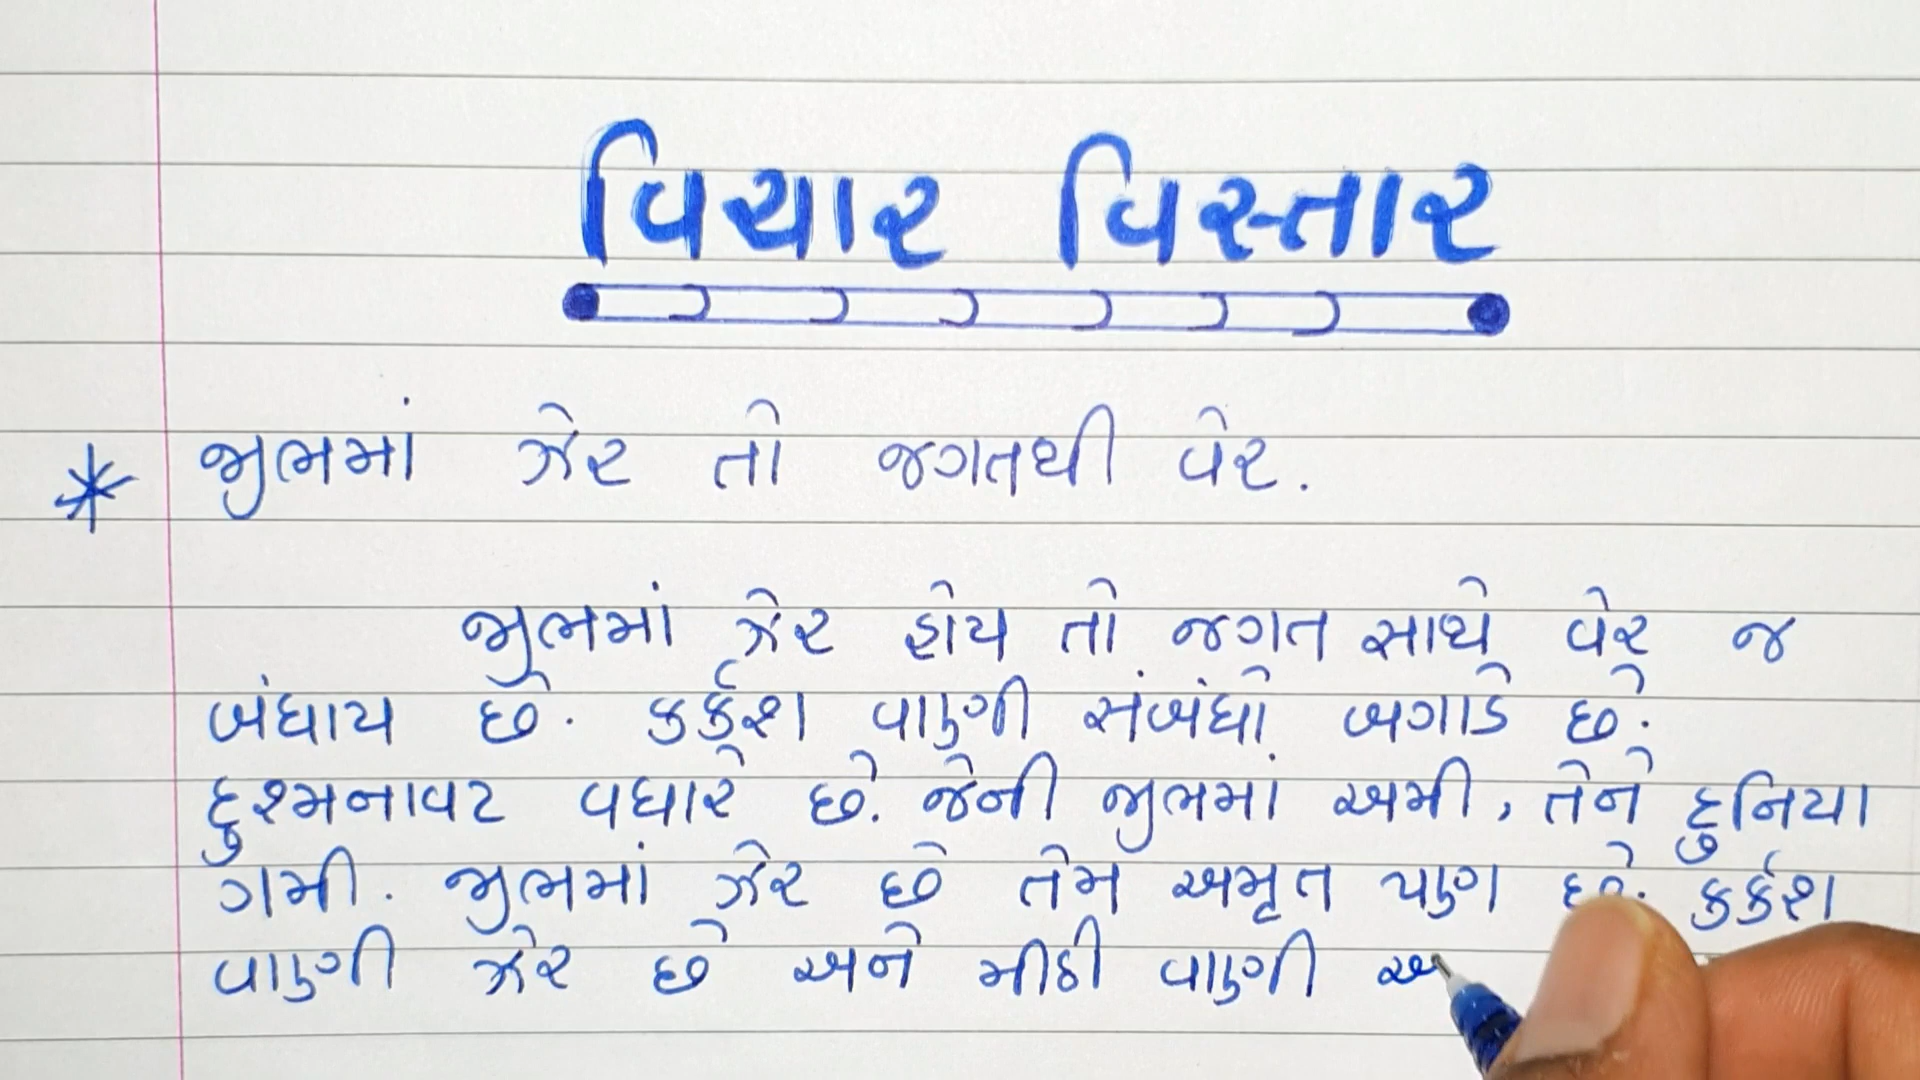 વિચાર વિસ્તાર
* જીભમાં ઝેર તો જગતથી વેર.
જીભમાં ઝેર હોય તો જગત સાથે વેર જ
બંધાય છે. કર્કશ વાણી સંબંધો બગાડે છે.
દુશ્મનાવટ વધારે છે. જેની જીભમાં અમી, તેને દુનિયા
ગમી. જીભમાં ઝેર છે તેમ અમૃત પણ છે. કર્કશ
વાણી ઝેર છે અને મીઠી વાણી